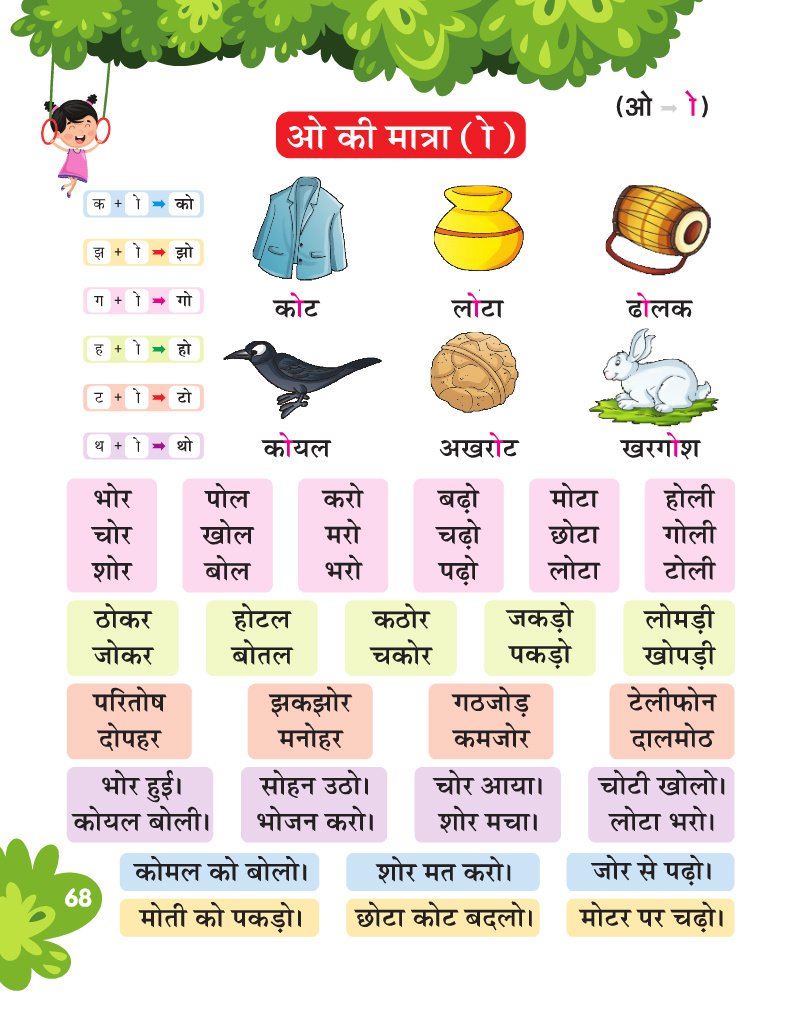 (ओ ➡ ो)
ओ की मात्रा ( ो )
क + ो ➡ को
झ + ो ➡ झो
ग + ो ➡ गो
ह + ो ➡ हो
ट + ो ➡ टो
थ + ो ➡ थो
कोट लोटा ढोलक
कोयल अखरोट खरगोश
भोर पोल करो बढ़ो मोटा होली
चोर खोल मरो चढ़ो छोटा गोली
शोर बोल भरो पढ़ो लोटा टोली
ठोकर होटल कठोर जकड़ो लोमड़ी
जोकर बोतल चकोर पकड़ो खोपड़ी
परितोष झकझोर गठजोड़ टेलीफोन
दोपहर मनोहर कमजोर दालमोठ
भोर हुई। सोहन उठो। चोर आया। चोटी खोलो।
कोयल बोली। भोजन करो। शोर मचा। लोटा भरो।
कोमल को बोलो। शोर मत करो। जोर से पढ़ो।
मोती को पकड़ो। छोटा कोट बदलो। मोटर पर चढ़ो।
68